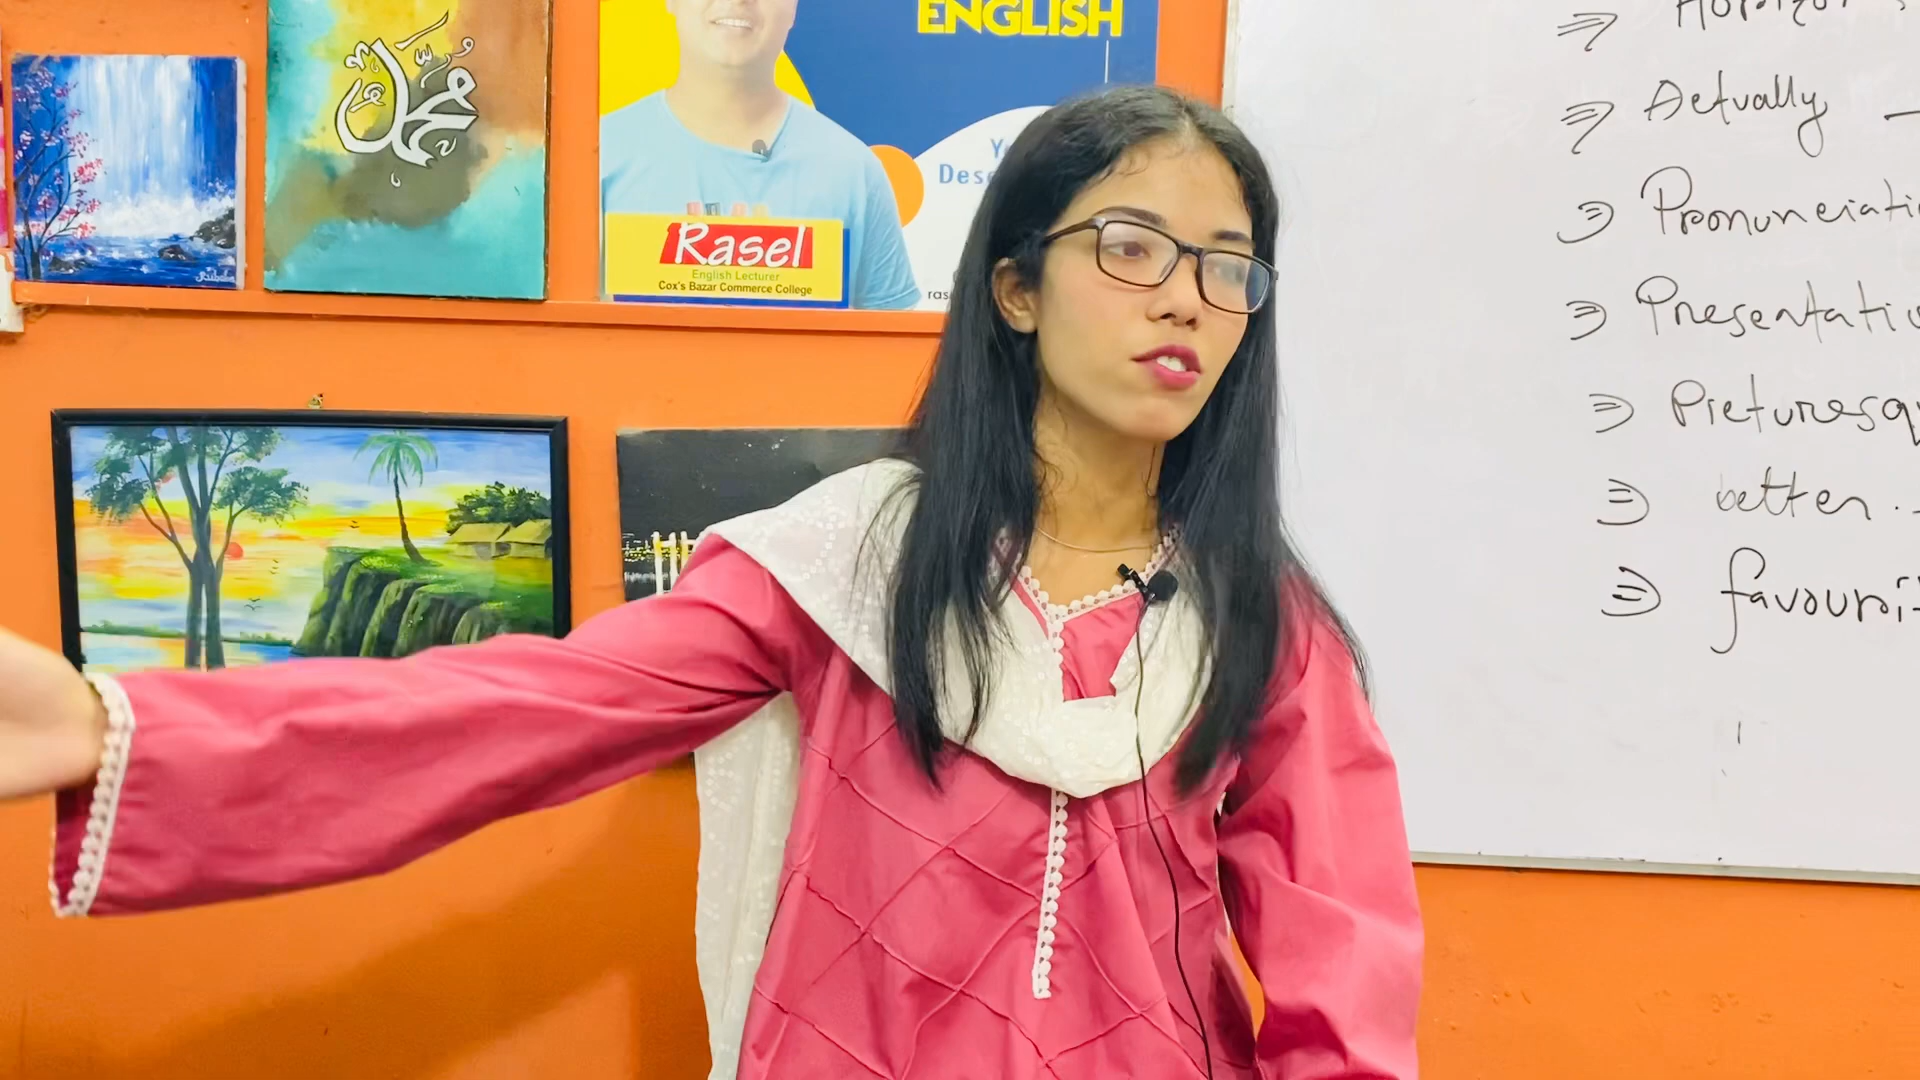 محمد
ENGLISH
Rasel
English Lecturer
Cox's Bazar Commerce College
⇒ Actually —
⇒ Pronunciati
⇒ Presentati
⇒ Picturesq
⇒ better. -
⇒ favouri